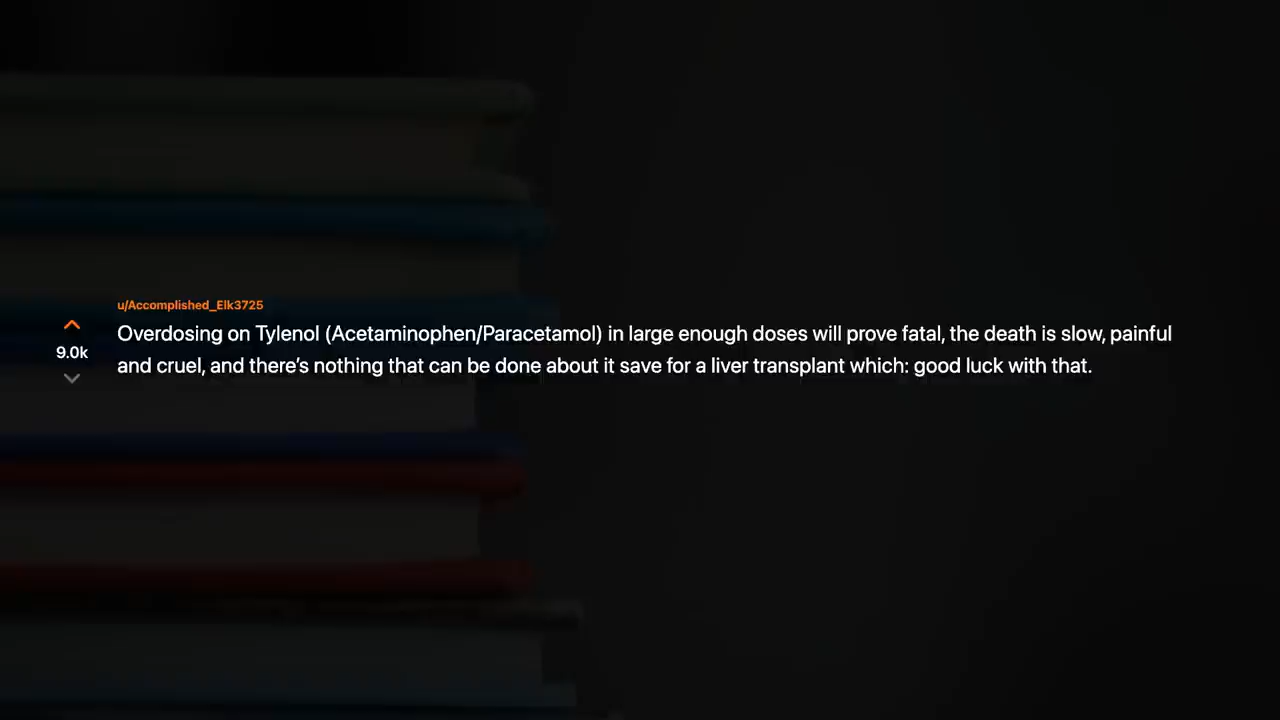 u/Accomplished_Elk3725
Overdosing on Tylenol (Acetaminophen/Paracetamol) in large enough doses will prove fatal, the death is slow, painful
9.0k
and cruel, and there’s nothing that can be done about it save for a liver transplant which: good luck with that.